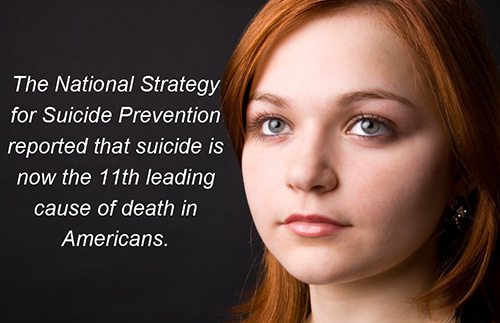 The National Strategy
for Suicide Prevention
reported that suicide is
now the 11th leading
cause of death in
Americans.